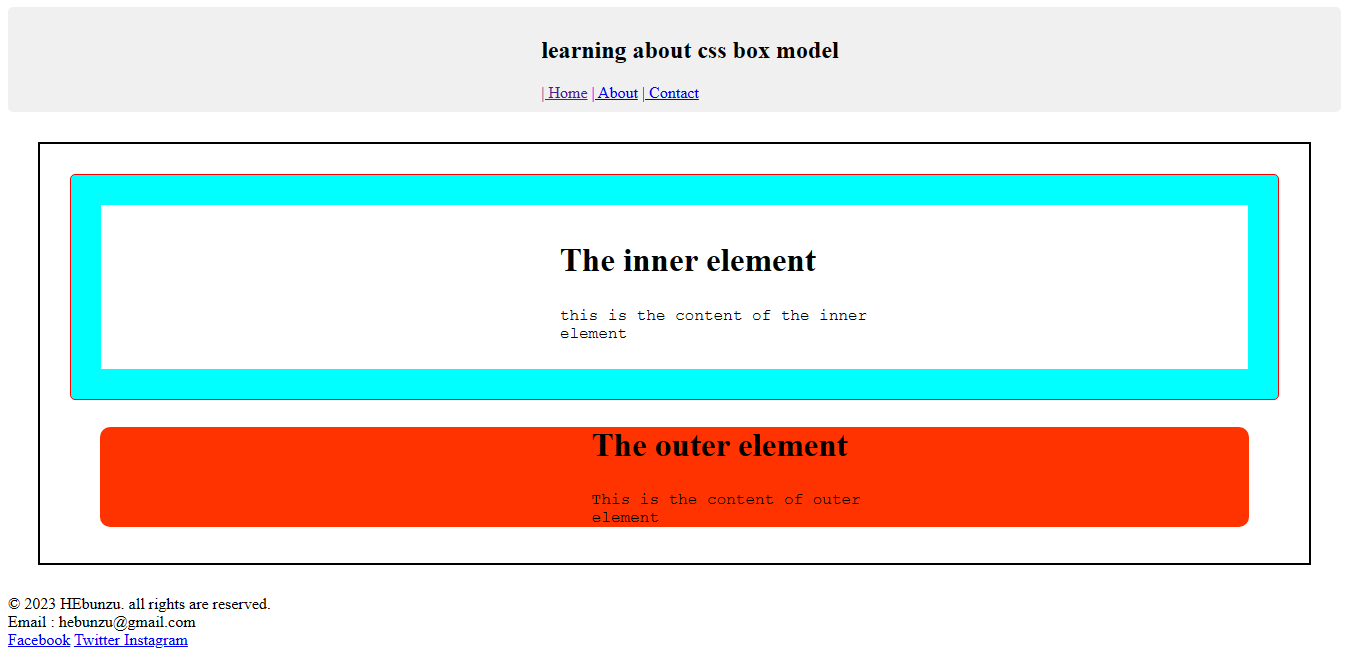 learning about css box model
| Home | About | Contact
The inner element
this is the content of the inner
element
The outer element
This is the content of outer
element
© 2023 HEbunzu. all rights are reserved.
Email : hebunzu@gmail.com
Facebook Twitter Instagram